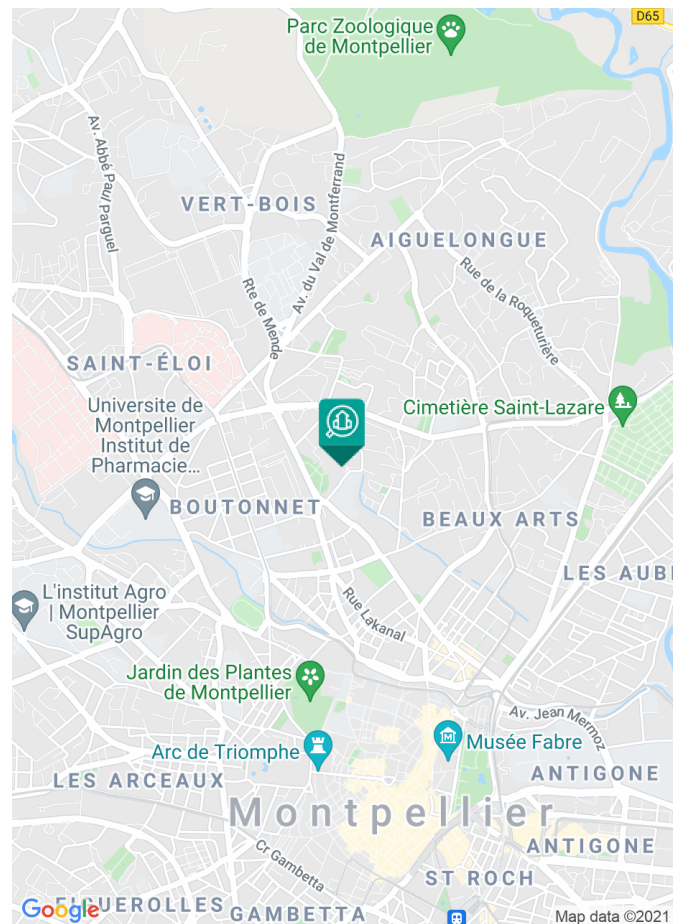 D65
Parc Zoologique
de Montpellier
Av. Abbé Paul Parguel
Av. du Val de Montferrand
VERT-BOIS
AIGUELONGUE
Rue de la Roqueturière
Rte de Mende
SAINT-ÉLOI
Universite de
Montpellier
Institut de
Pharmacie...
Cimetière Saint-Lazare
BOUTONNET
BEAUX ARTS
LES AUBE
L'institut Agro
| Montpellier
SupAgro
Rue Lakanal
Jardin des Plantes
de Montpellier
Av. Jean Mermoz
Arc de Triomphe
Musée Fabre
LES ARCEAUX
ANTIGONE
Montpellier
ANTIGONE
Cr Gambetta
ST ROCH
Google
FIGUEROLLES
GAMBETTA
Map data ©2021